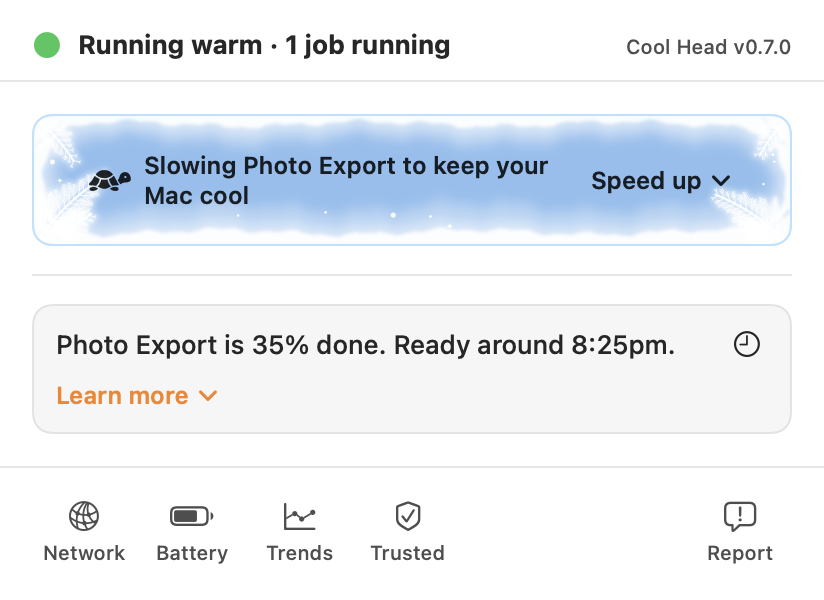 Running warm · 1 job running
Cool Head v0.7.0
Slowing Photo Export to keep your
Mac cool
Speed up
Photo Export is 35% done. Ready around 8:25pm.
Learn more
Network
Battery
Trends
Trusted
Report